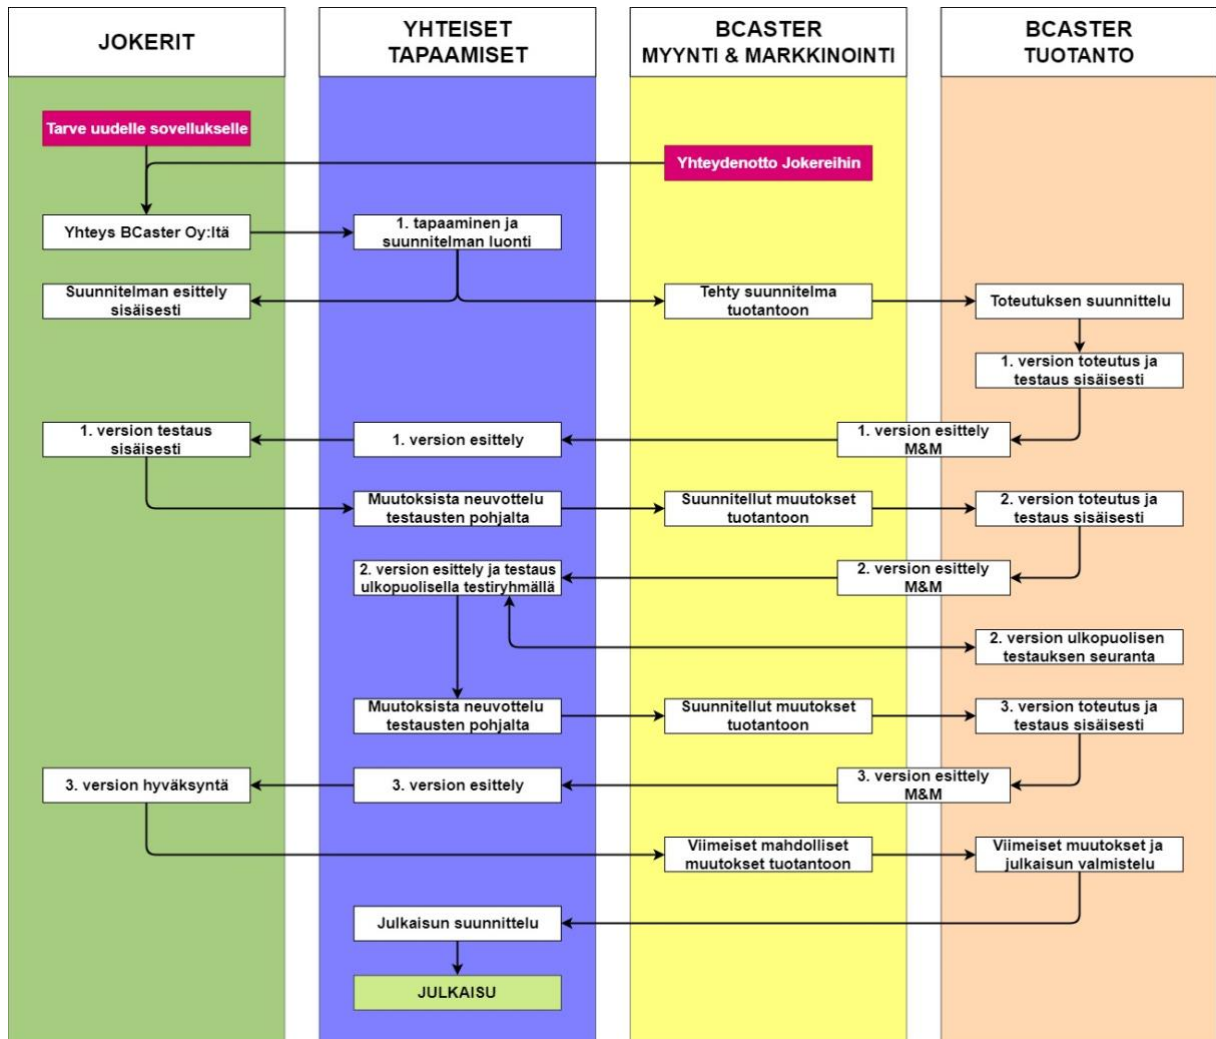 JOKERIT
YHTEISET
TAPAAMISET
BCASTER
MYYNTI & MARKKINOINTI
BCASTER
TUOTANTO
Tarve uudelle sovellukselle
Yhteydenotto Jokereihin
Yhteys BCaster Oy:ltä
1. tapaaminen ja
suunnitelman luonti
Suunnitelman esittely
sisäisesti
Tehty suunnitelma
tuotantoon
Toteutuksen suunnittelu
1. version toteutus ja
testaus sisäisesti
1. version testaus
sisäisesti
1. version esittely
1. version esittely
M&M
Muutoksista neuvottelu
testausten pohjalta
Suunnitellut muutokset
tuotantoon
2. version toteutus ja
testaus sisäisesti
2. version esittely ja testaus
ulkopuolisella testiryhmällä
2. version esittely
M&M
2. version ulkopuolisen
testauksen seuranta
Muutoksista neuvottelu
testausten pohjalta
Suunnitellut muutokset
tuotantoon
3. version toteutus ja
testaus sisäisesti
3. version hyväksyntä
3. version esittely
3. version esittely
M&M
Viimeiset mahdolliset
muutokset tuotantoon
Viimeiset muutokset ja
julkaisun valmistelu
Julkaisun suunnittelu
JULKAISU